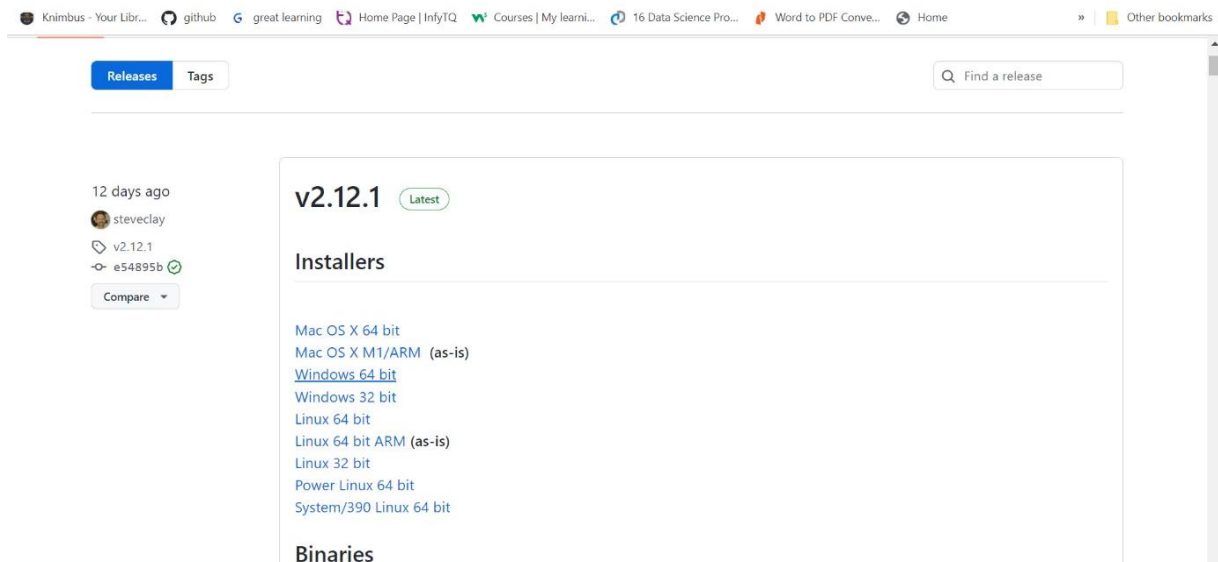 Knimbus - Your Libr... github great learning Home Page | InfyTQ Courses | My learni... 16 Data Science Pro... Word to PDF Conve... Home » Other bookmarks
Releases Tags Find a release
12 days ago
steveclay
v2.12.1
e54895b
Compare
v2.12.1 Latest
Installers
Mac OS X 64 bit
Mac OS X M1/ARM (as-is)
Windows 64 bit
Windows 32 bit
Linux 64 bit
Linux 64 bit ARM (as-is)
Linux 32 bit
Power Linux 64 bit
System/390 Linux 64 bit
Binaries